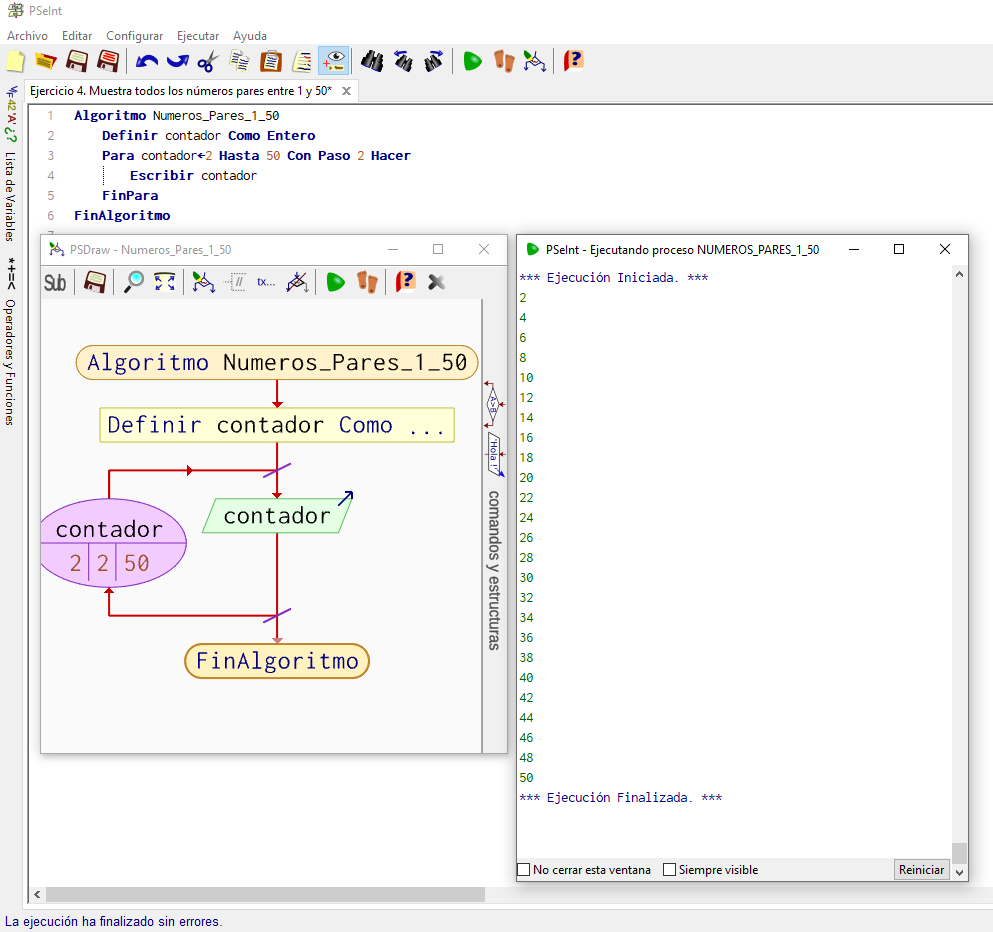 PSeInt
Archivo Editar Configurar Ejecutar Ayuda
Ejercicio 4. Muestra todos los números pares entre 1 y 50*
1 Algoritmo Numeros_Pares_1_50
2 Definir contador Como Entero
3 Para contador←2 Hasta 50 Con Paso 2 Hacer
4 Escribir contador
5 FinPara
6 FinAlgoritmo
7
42 'A' ¿? Lista de Variables
*+=< Operadores y Funciones
PSDraw - Numeros_Pares_1_50
Sub // tx...
Algoritmo Numeros_Pares_1_50
Definir contador Como ...
contador
contador
2 2 50
FinAlgoritmo
A>B
'Hola !'
comandos y estructuras
PSeInt - Ejecutando proceso NUMEROS_PARES_1_50
*** Ejecución Iniciada. ***
2
4
6
8
10
12
14
16
18
20
22
24
26
28
30
32
34
36
38
40
42
44
46
48
50
*** Ejecución Finalizada. ***
No cerrar esta ventana Siempre visible Reiniciar
La ejecución ha finalizado sin errores.